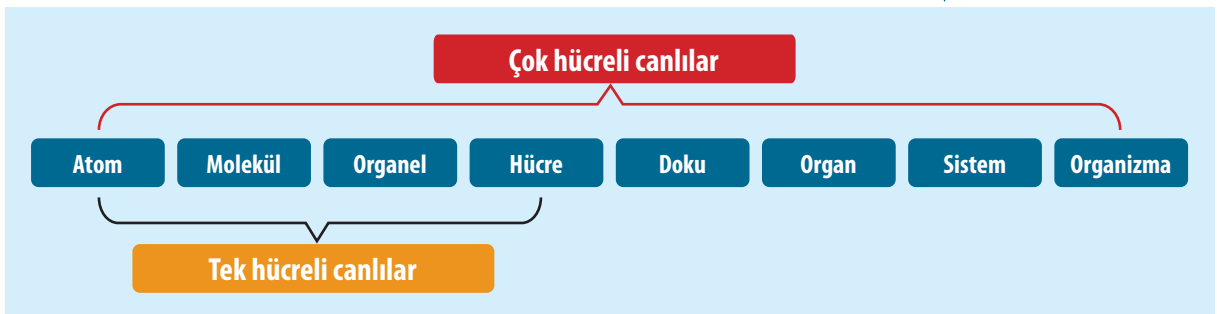 Çok hücreli canlılar
Atom Molekül Organel Hücre Doku Organ Sistem Organizma
Tek hücreli canlılar